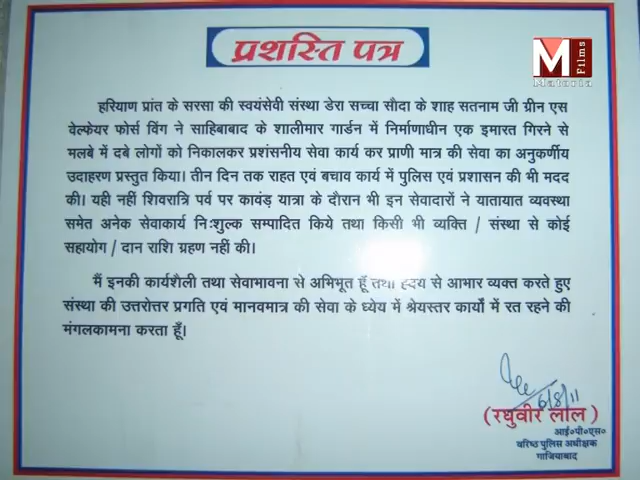 प्रशस्ति पत्र
M
Films
Matoria
हरियाण प्रांत के सरसा की स्वयंसेवी संस्था डेरा सच्चा सौदा के शाह सतनाम जी ग्रीन एस
वेल्फेयर फोर्स विंग ने साहिबाबाद के शालीमार गार्डन में निर्माणाधीन एक इमारत गिरने से
मलबे में दबे लोगों को निकालकर प्रशंसनीय सेवा कार्य कर प्राणी मात्र की सेवा का अनुकर्णीय
उदाहरण प्रस्तुत किया। तीन दिन तक राहत एवं बचाव कार्य में पुलिस एवं प्रशासन की भी मदद
की। यही नहीं शिवरात्रि पर्व पर कावंड़ यात्रा के दौरान भी इन सेवादारों ने यातायात व्यवस्था
समेत अनेक सेवाकार्य निःशुल्क सम्पादित किये तथा किसी भी व्यक्ति / संस्था से कोई
सहायोग / दान राशि ग्रहण नहीं की।
मैं इनकी कार्यशैली तथा सेवाभावना से अभिभूत हूँ तथा हृदय से आभार व्यक्त करते हुए
संस्था की उत्तरोत्तर प्रगति एवं मानवमात्र की सेवा के ध्येय में श्रेयस्तर कार्यों में रत रहने की
मंगलकामना करता हूँ।
6/8/11
(रघुवीर लाल)
आई०पी०एस०
वरिष्ठ पुलिस अधीक्षक
गाजियाबाद